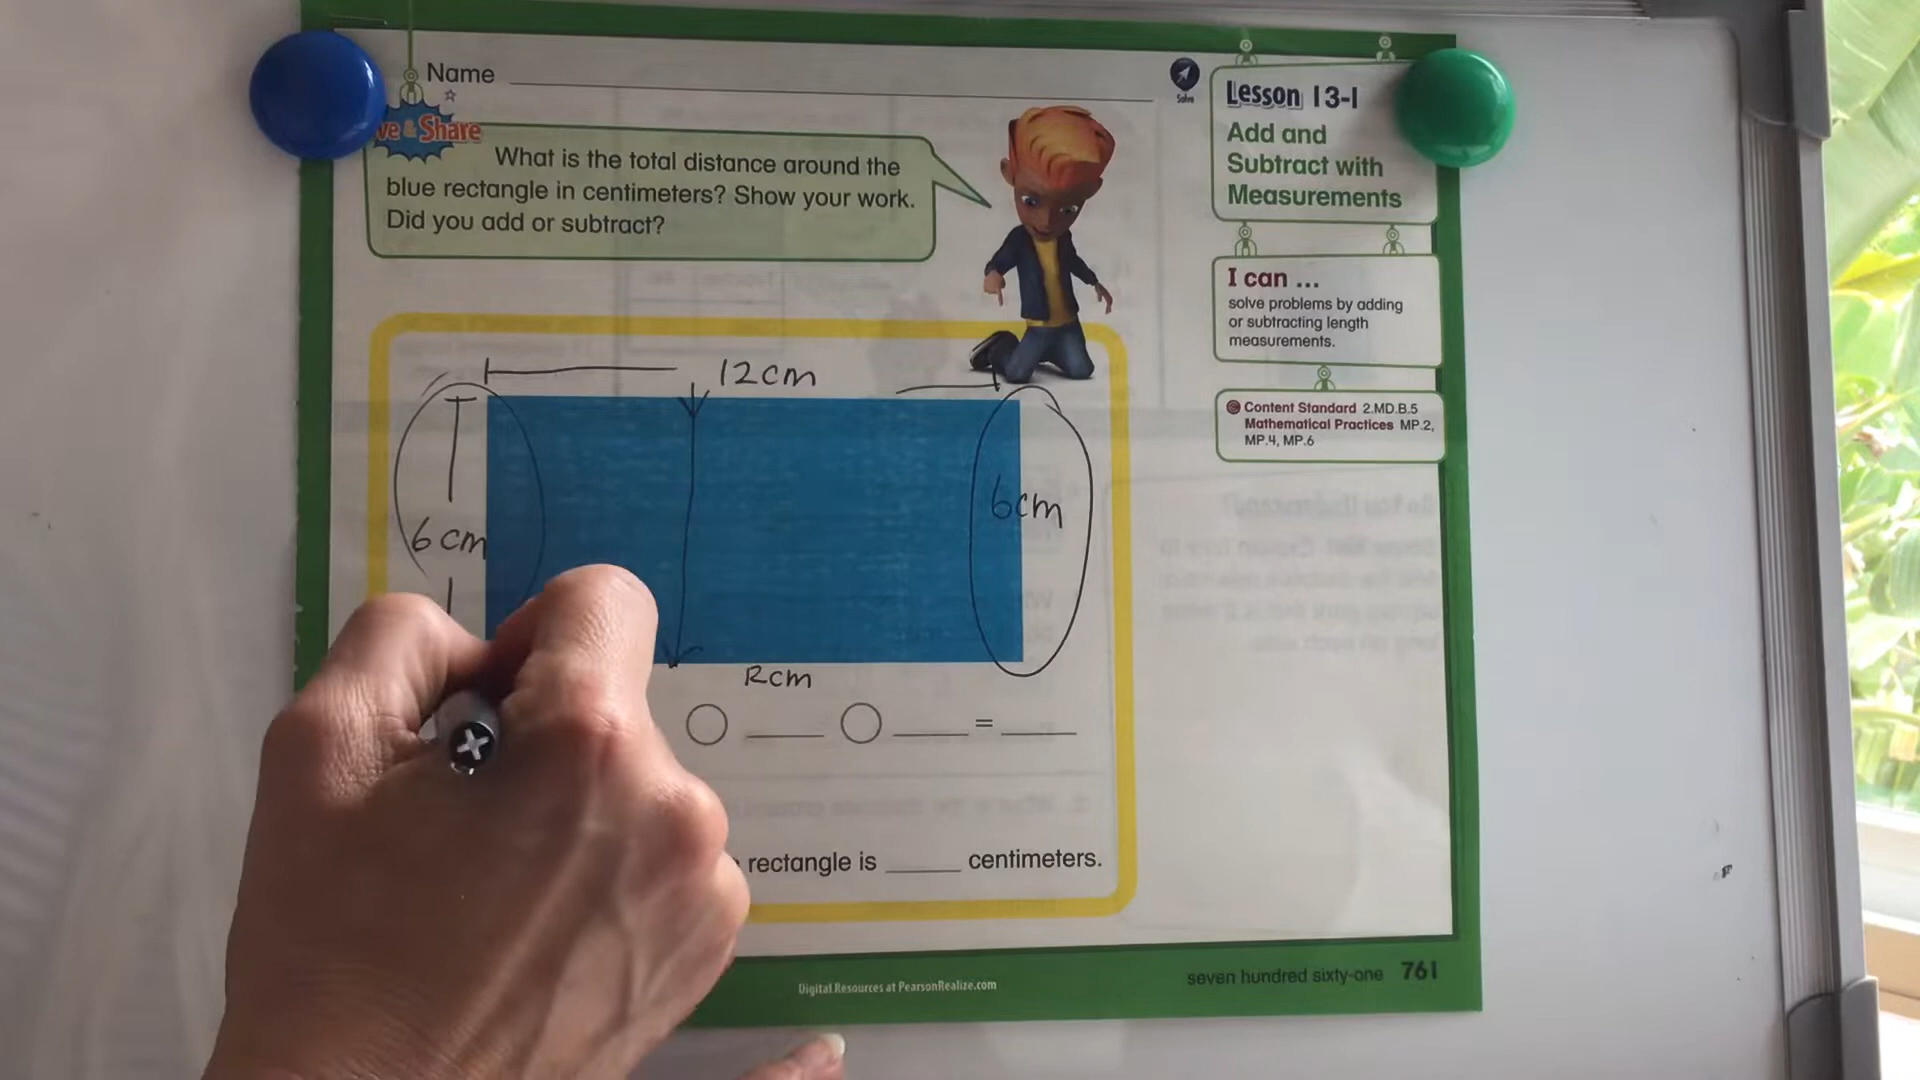 Name
Solve
ve & Share
What is the total distance around the
blue rectangle in centimeters? Show your work.
Did you add or subtract?
Lesson 13-1
Add and
Subtract with
Measurements
I can ...
solve problems by adding
or subtracting length
measurements.
Content Standard 2.MD.B.5
Mathematical Practices MP.2,
MP.4, MP.6
12cm
6cm
6cm
12cm
=
rectangle is ____ centimeters.
Digital Resources at PearsonRealize.com
seven hundred sixty-one 761